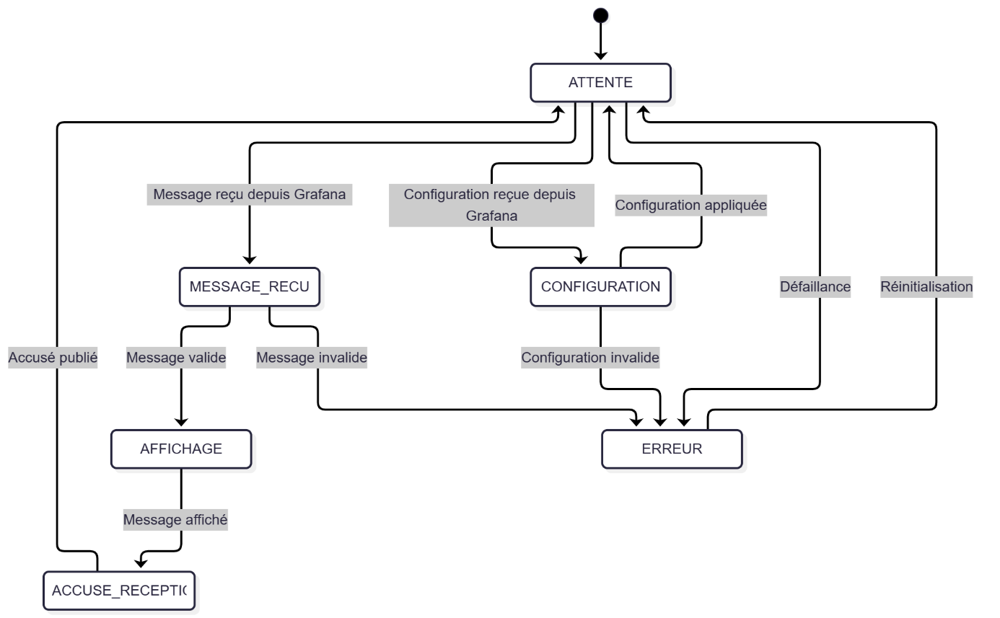 ATTENTE
Message reçu depuis Grafana
Configuration reçue depuis
Grafana
Configuration appliquée
MESSAGE_RECU
CONFIGURATION
Défaillance
Réinitialisation
Accusé publié
Message valide
Message invalide
Configuration invalide
AFFICHAGE
ERREUR
Message affiché
ACCUSE_RECEPTI